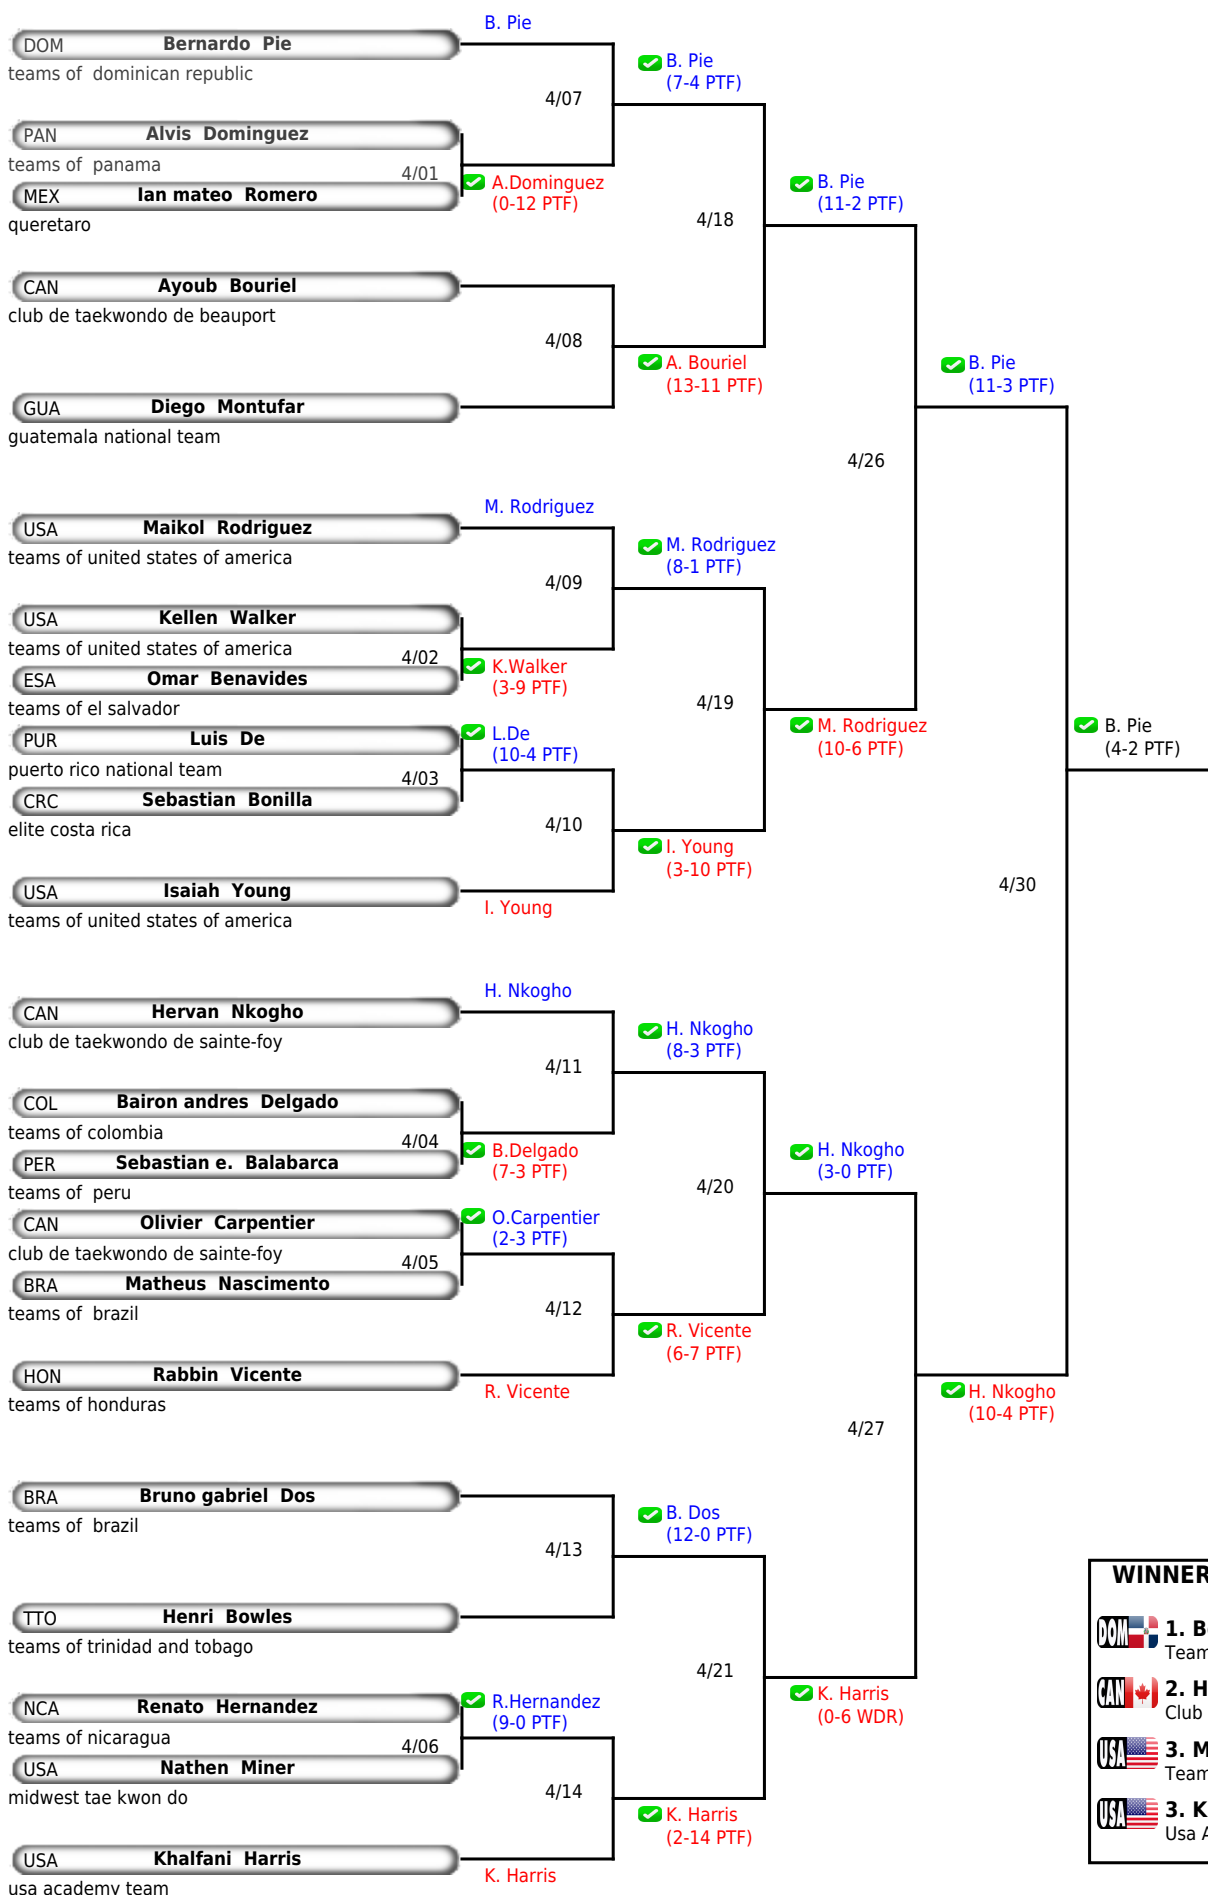 B. Pie
DOM Bernardo Pie
teams of dominican republic
B. Pie
(7-4 PTF)
4/07
PAN Alvis Dominguez
teams of panama
4/01
A.Dominguez
(0-12 PTF)
MEX Ian mateo Romero
queretaro
B. Pie
(11-2 PTF)
4/18
CAN Ayoub Bouriel
club de taekwondo de beauport
4/08
A. Bouriel
(13-11 PTF)
B. Pie
(11-3 PTF)
GUA Diego Montufar
guatemala national team
4/26
M. Rodriguez
USA Maikol Rodriguez
teams of united states of america
M. Rodriguez
(8-1 PTF)
4/09
USA Kellen Walker
teams of united states of america
4/02
K.Walker
(3-9 PTF)
ESA Omar Benavides
teams of el salvador
4/19
M. Rodriguez
(10-6 PTF)
B. Pie
(4-2 PTF)
PUR Luis De
puerto rico national team
L.De
(10-4 PTF)
4/03
CRC Sebastian Bonilla
elite costa rica
4/10
I. Young
(3-10 PTF)
4/30
USA Isaiah Young
teams of united states of america
I. Young
H. Nkogho
CAN Hervan Nkogho
club de taekwondo de sainte-foy
H. Nkogho
(8-3 PTF)
4/11
COL Bairon andres Delgado
teams of colombia
4/04
B.Delgado
(7-3 PTF)
PER Sebastian e. Balabarca
teams of peru
H. Nkogho
(3-0 PTF)
4/20
CAN Olivier Carpentier
club de taekwondo de sainte-foy
O.Carpentier
(2-3 PTF)
4/05
BRA Matheus Nascimento
teams of brazil
4/12
R. Vicente
(6-7 PTF)
HON Rabbin Vicente
teams of honduras
R. Vicente
H. Nkogho
(10-4 PTF)
4/27
BRA Bruno gabriel Dos
teams of brazil
B. Dos
(12-0 PTF)
4/13
TTO Henri Bowles
teams of trinidad and tobago
4/21
K. Harris
(0-6 WDR)
NCA Renato Hernandez
teams of nicaragua
R.Hernandez
(9-0 PTF)
4/06
USA Nathen Miner
midwest tae kwon do
4/14
K. Harris
(2-14 PTF)
USA Khalfani Harris
usa academy team
K. Harris
WINNER
DOM 1. B
Team
CAN 2. H
Club
USA 3. M
Team
USA 3. K
Usa A